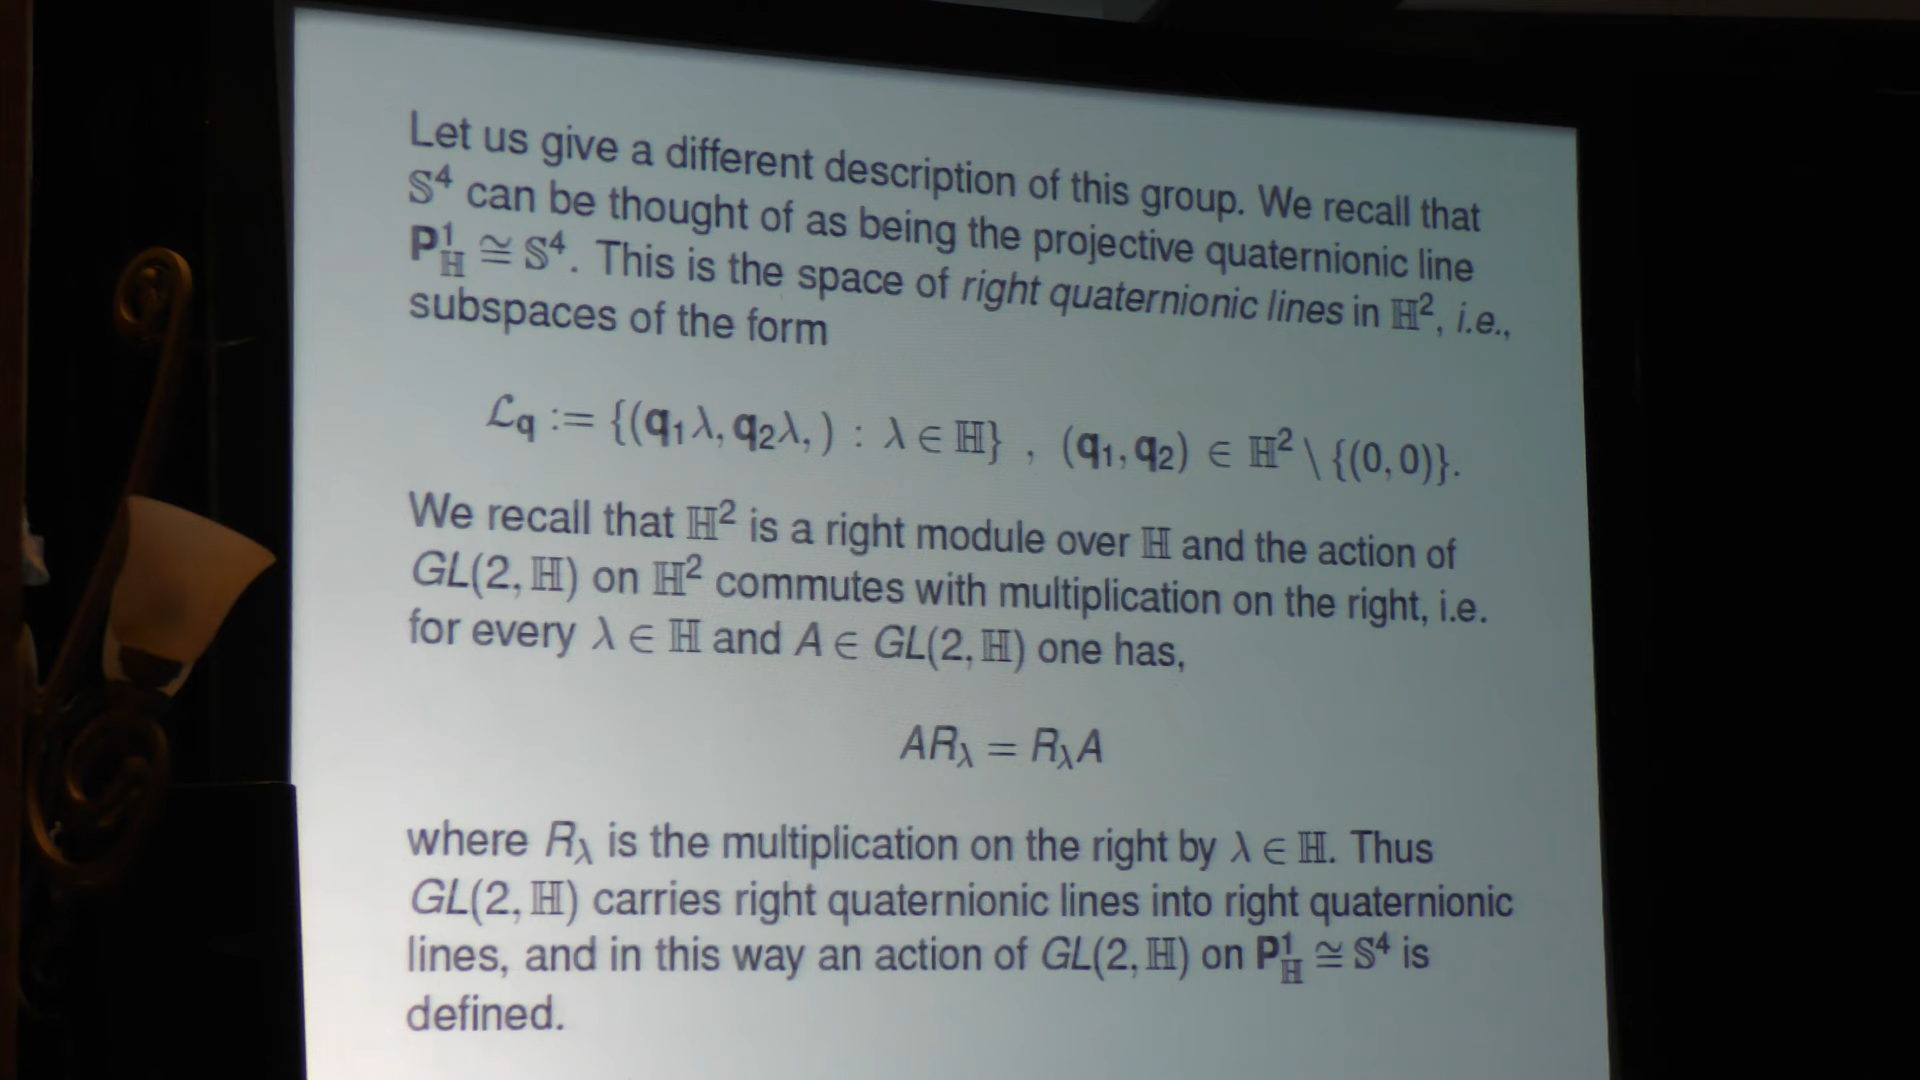 Let us give a different description of this group. We recall that
𝕊⁴ can be thought of as being the projective quaternionic line
𝐏¹_ℍ ≅ 𝕊⁴. This is the space of right quaternionic lines in ℍ², i.e.,
subspaces of the form
ℒ_𝐪 := {(𝐪₁λ, 𝐪₂λ, ) : λ ∈ ℍ} , (𝐪₁, 𝐪₂) ∈ ℍ² \ {(0, 0)}.
We recall that ℍ² is a right module over ℍ and the action of
GL(2, ℍ) on ℍ² commutes with multiplication on the right, i.e.
for every λ ∈ ℍ and A ∈ GL(2, ℍ) one has,
AR_λ = R_λA
where R_λ is the multiplication on the right by λ ∈ ℍ. Thus
GL(2, ℍ) carries right quaternionic lines into right quaternionic
lines, and in this way an action of GL(2, ℍ) on 𝐏¹_ℍ ≅ 𝕊⁴ is
defined.